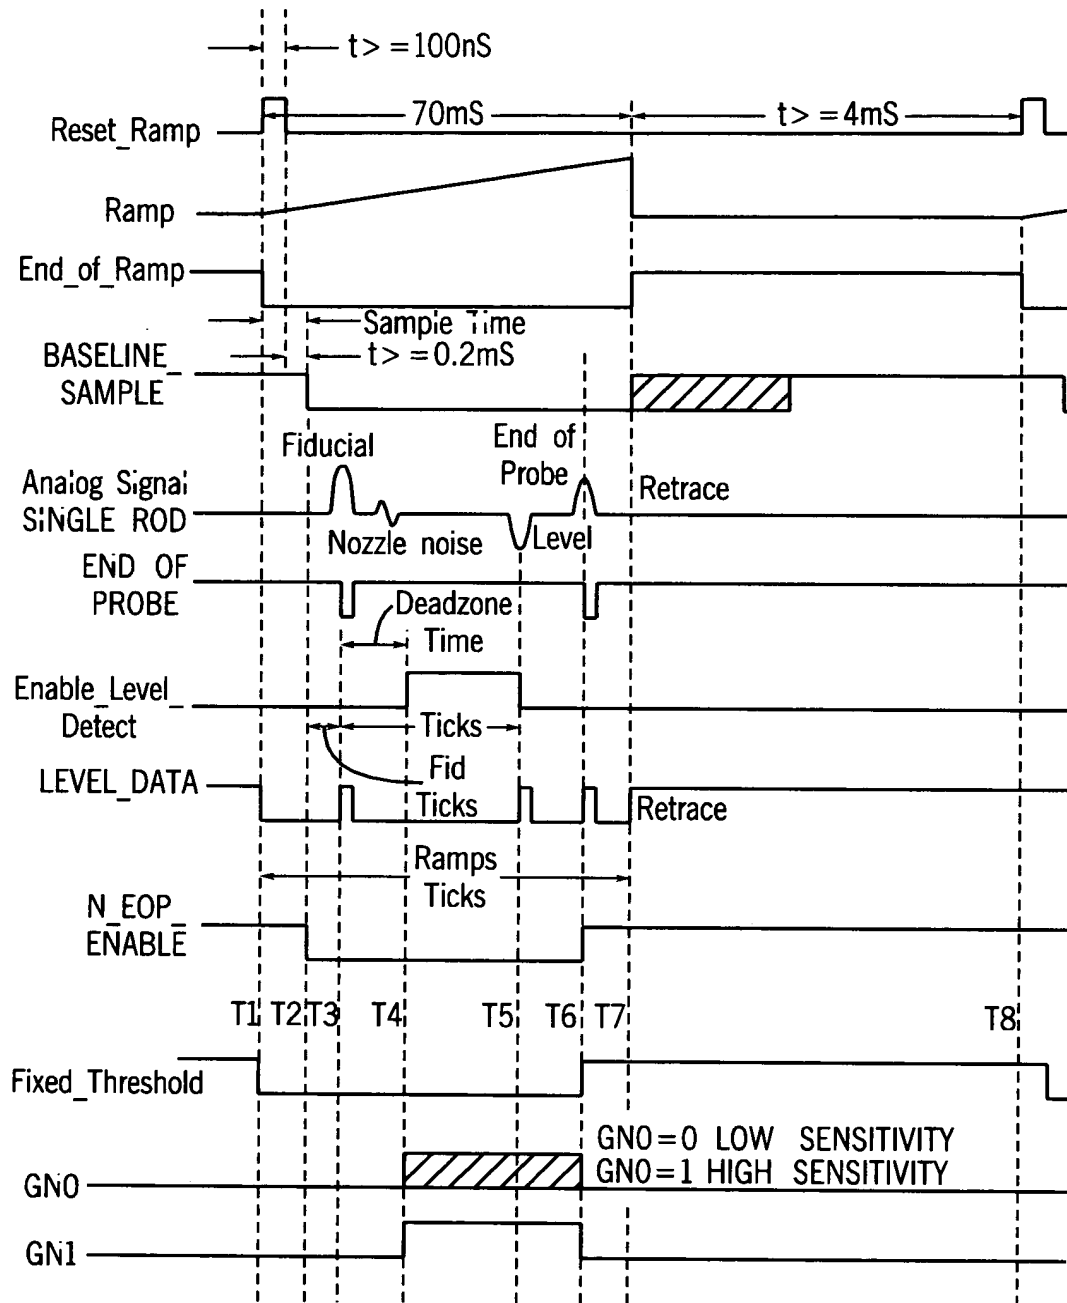 t>=100nS
Reset_Ramp
70mS
t>=4mS
Ramp
End_of_Ramp
Sample Time
BASELINE_
SAMPLE
t>=0.2mS
Fiducial
End of
Probe
Analog Signal
SINGLE ROD
Retrace
Nozzle noise
Level
END OF
PROBE
Deadzone
Time
Enable_Level_
Detect
Ticks
Fid
Ticks
LEVEL_DATA
Retrace
Ramps
Ticks
N_EOP_
ENABLE
T1 T2 T3 T4 T5 T6 T7 T8
Fixed_Threshold
GN0=0 LOW SENSITIVITY
GN0=1 HIGH SENSITIVITY
GN0
GN1